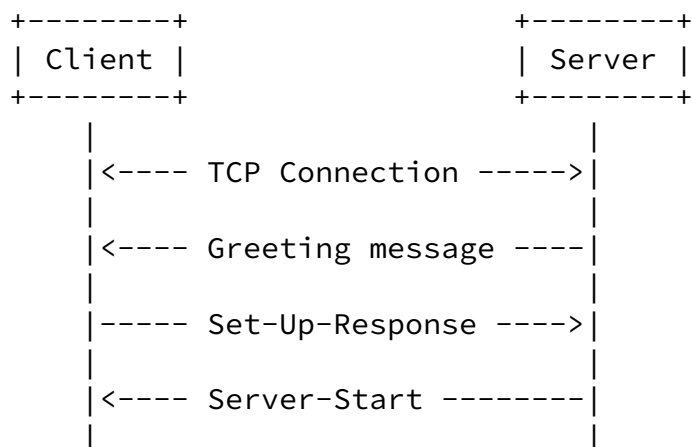 +--------+                   +--------+
| Client |                   | Server |
+--------+                   +--------+
    |                            |
    |<---- TCP Connection ----->|
    |                            |
    |<---- Greeting message ----|
    |                            |
    |----- Set-Up-Response ---->|
    |                            |
    |<---- Server-Start --------|
    |                            |